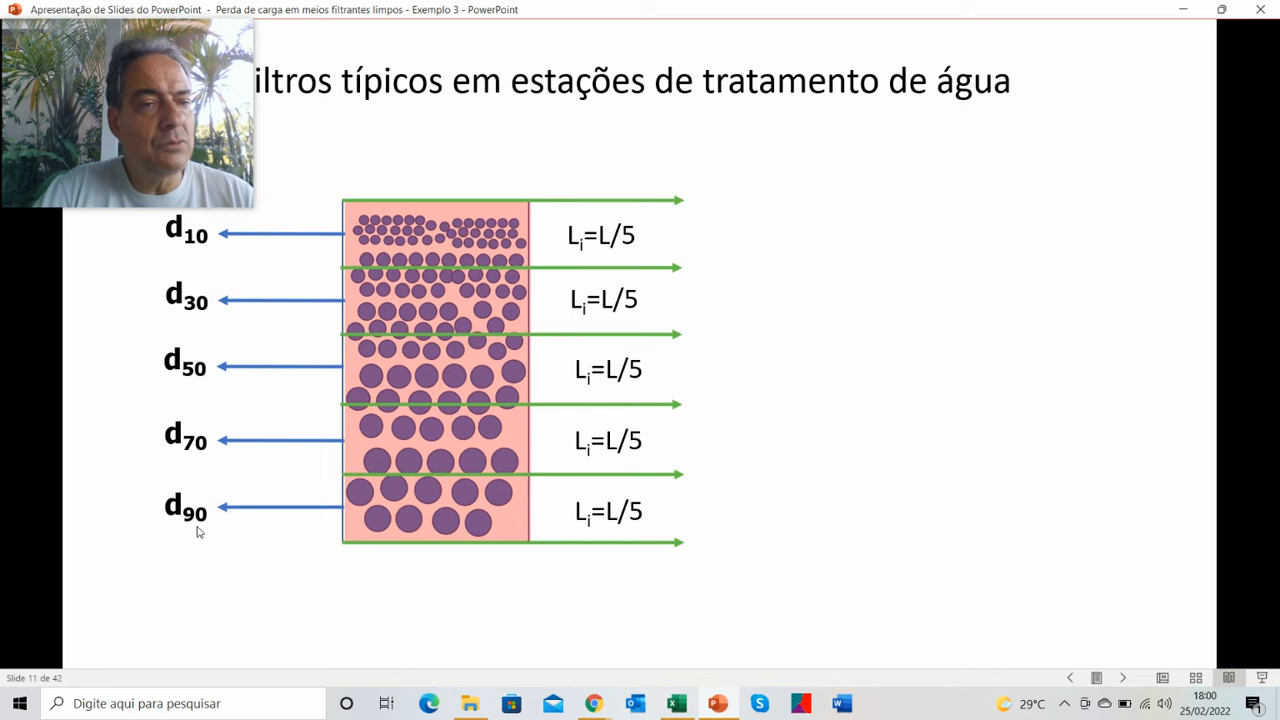 Apresentação de Slides do PowerPoint - Perda de carga em meios filtrantes limpos - Exemplo 3 - PowerPoint
iltros típicos em estações de tratamento de água
d10 Li=L/5
d30 Li=L/5
d50 Li=L/5
d70 Li=L/5
d90 Li=L/5
Slide 11 de 42
Digite aqui para pesquisar
29°C
18:00
25/02/2022
1